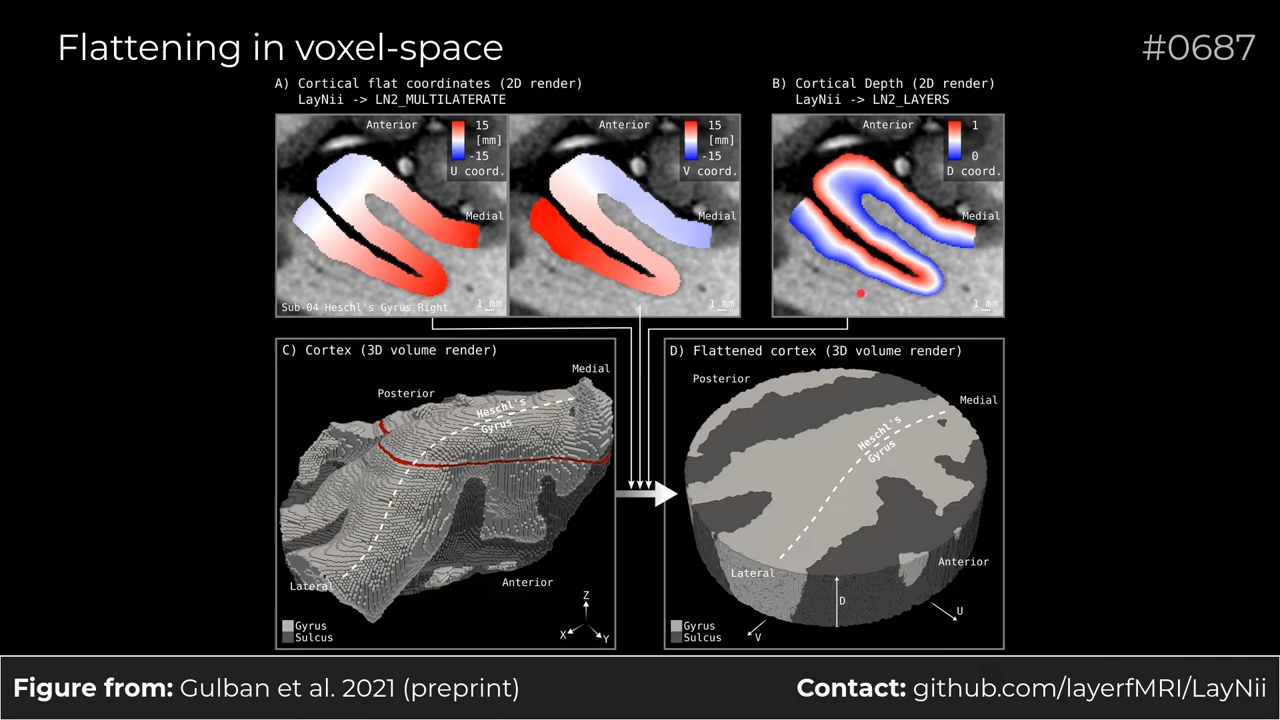 Flattening in voxel-space
#0687
A) Cortical flat coordinates (2D render)
LayNii -> LN2_MULTILATERATE
B) Cortical Depth (2D render)
LayNii -> LN2_LAYERS
Anterior
15
[mm]
-15
U coord.
Medial
Sub-04 Heschl's Gyrus Right
1 mm
Anterior
15
[mm]
-15
V coord.
Medial
1 mm
Anterior
1
0
D coord.
Medial
1 mm
C) Cortex (3D volume render)
Medial
Posterior
Heschl's
Gyrus
Lateral
Anterior
Gyrus
Sulcus
Z
X
Y
D) Flattened cortex (3D volume render)
Posterior
Medial
Heschl's
Gyrus
Lateral
Anterior
D
U
V
Gyrus
Sulcus
Figure from: Gulban et al. 2021 (preprint)
Contact: github.com/layerfMRI/LayNii